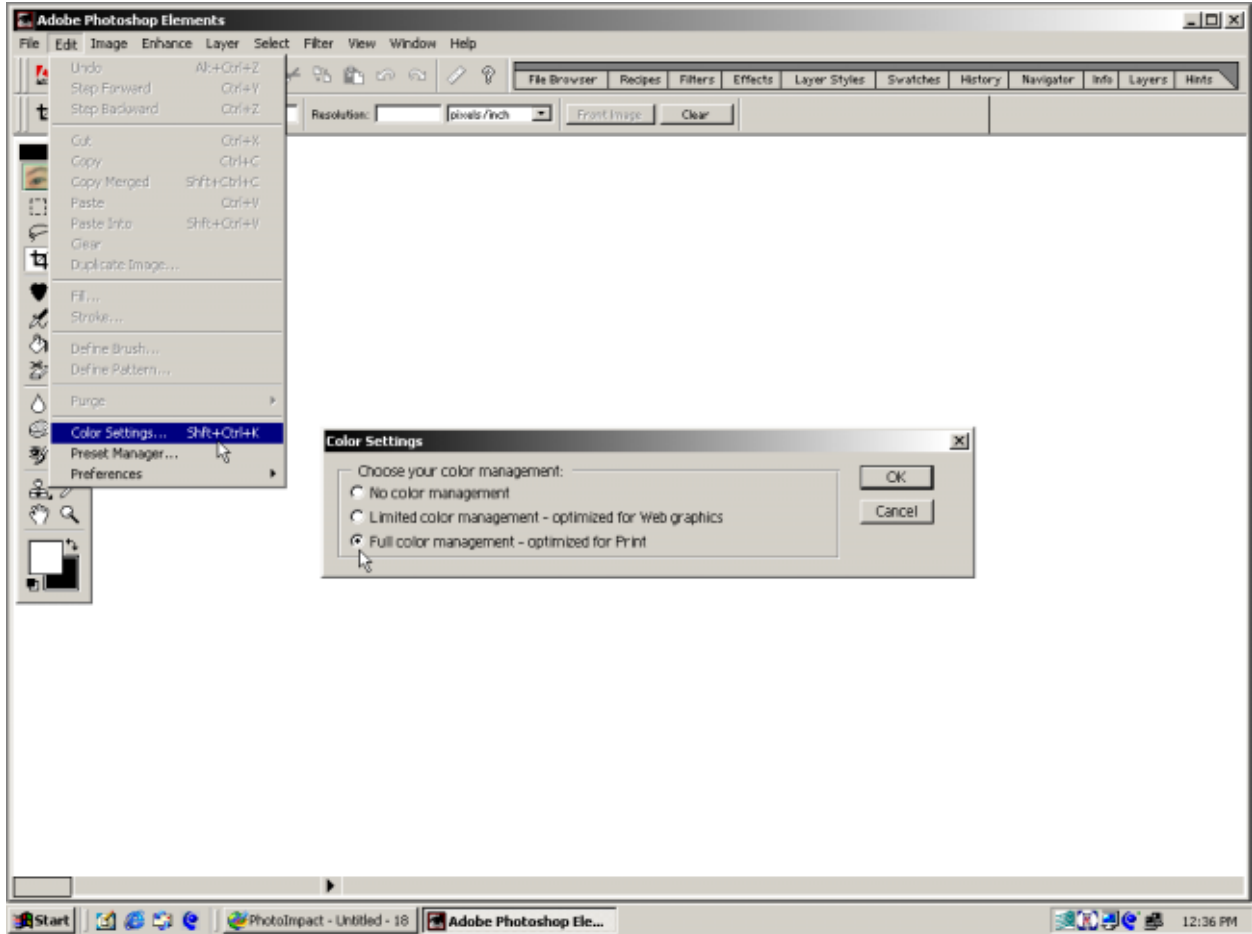 Adobe Photoshop Elements
File Edit Image Enhance Layer Select Filter View Window Help
File Browser Recipes Filters Effects Layer Styles Swatches History Navigator Info Layers Hints
Resolution: pixels/inch Front Image Clear
Undo Alt+Ctrl+Z
Step Forward Ctrl+Y
Step Backward Ctrl+Z
Cut Ctrl+X
Copy Ctrl+C
Copy Merged Shft+Ctrl+C
Paste Ctrl+V
Paste Into Shft+Ctrl+V
Clear
Duplicate Image...
Fill...
Stroke...
Define Brush...
Define Pattern...
Purge
Color Settings... Shft+Ctrl+K
Preset Manager...
Preferences
Color Settings
Choose your color management:
No color management
Limited color management - optimized for Web graphics
Full color management - optimized for Print
OK
Cancel
Start PhotoImpact - Untitled - 18 Adobe Photoshop Ele... 12:36 PM